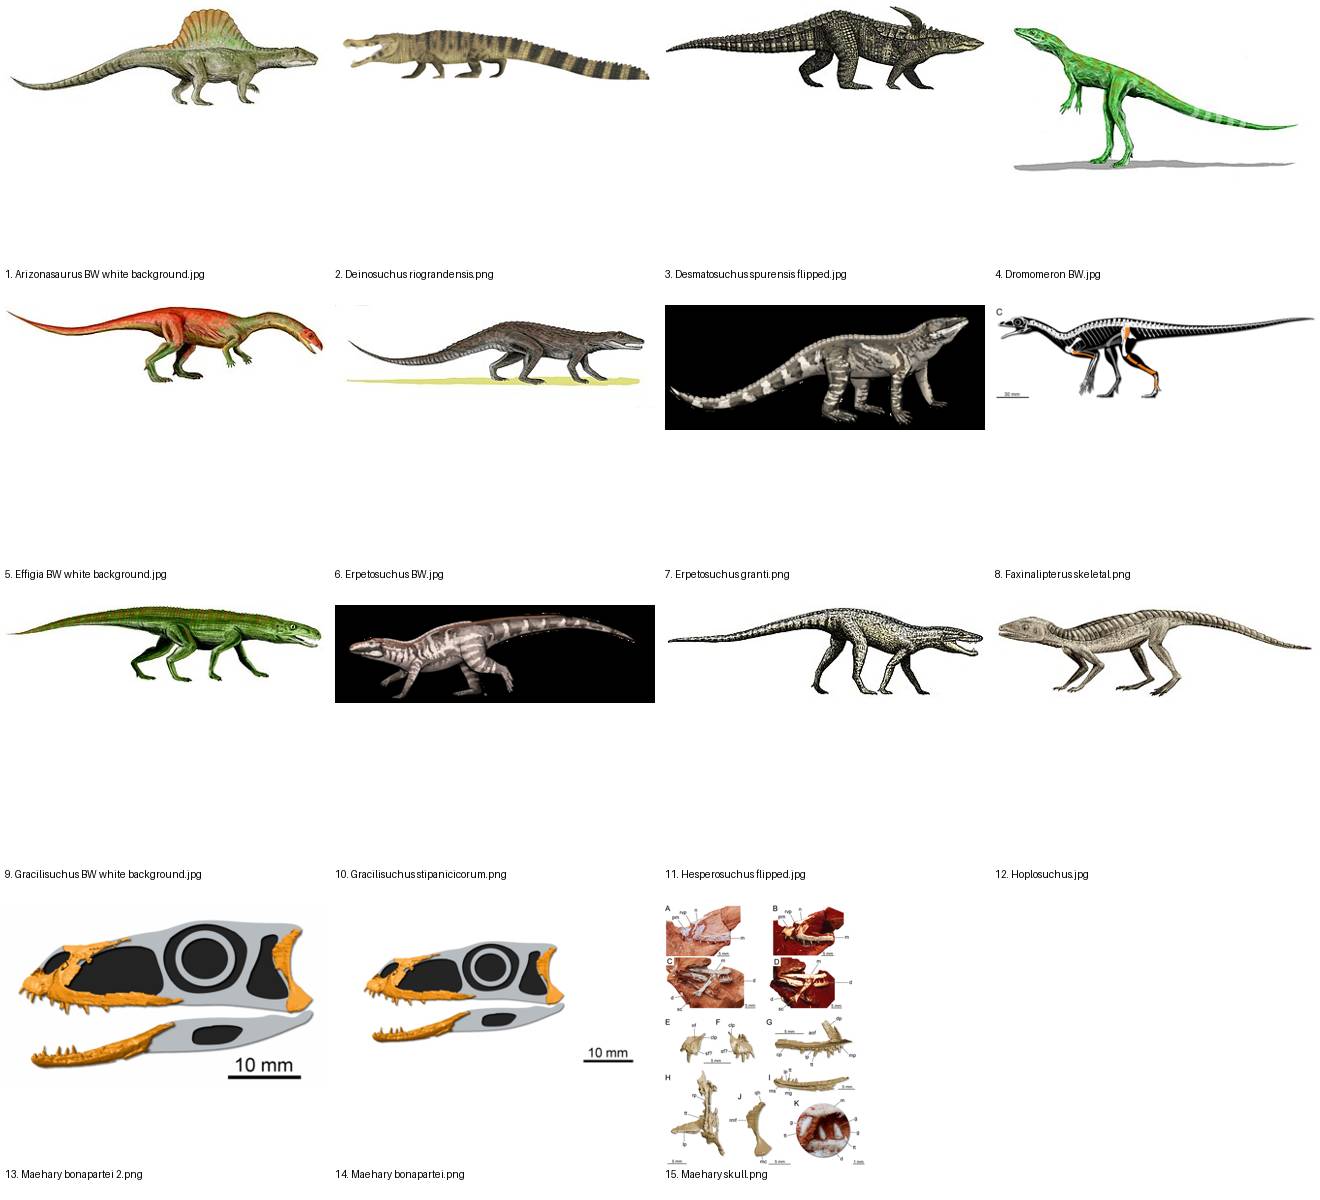 1. Arizonasaurus BW white background.jpg
2. Deinosuchus riograndensis.png
3. Desmatosuchus spurensis flipped.jpg
4. Dromomeron BW.jpg
C
30 mm
5. Effigia BW white background.jpg
6. Erpetosuchus BW.jpg
7. Erpetosuchus granti.png
8. Faxinalipterus skeletal.png
9. Gracilisuchus BW white background.jpg
10. Gracilisuchus stipanicicorum.png
11. Hesperosuchus flipped.jpg
12. Hoplosuchus.jpg
10 mm
10 mm
A
B
C
D
E
F
G
H
I
J
K
13. Maehary bonapartei 2.png
14. Maehary bonapartei.png
15. Maehary skull.png